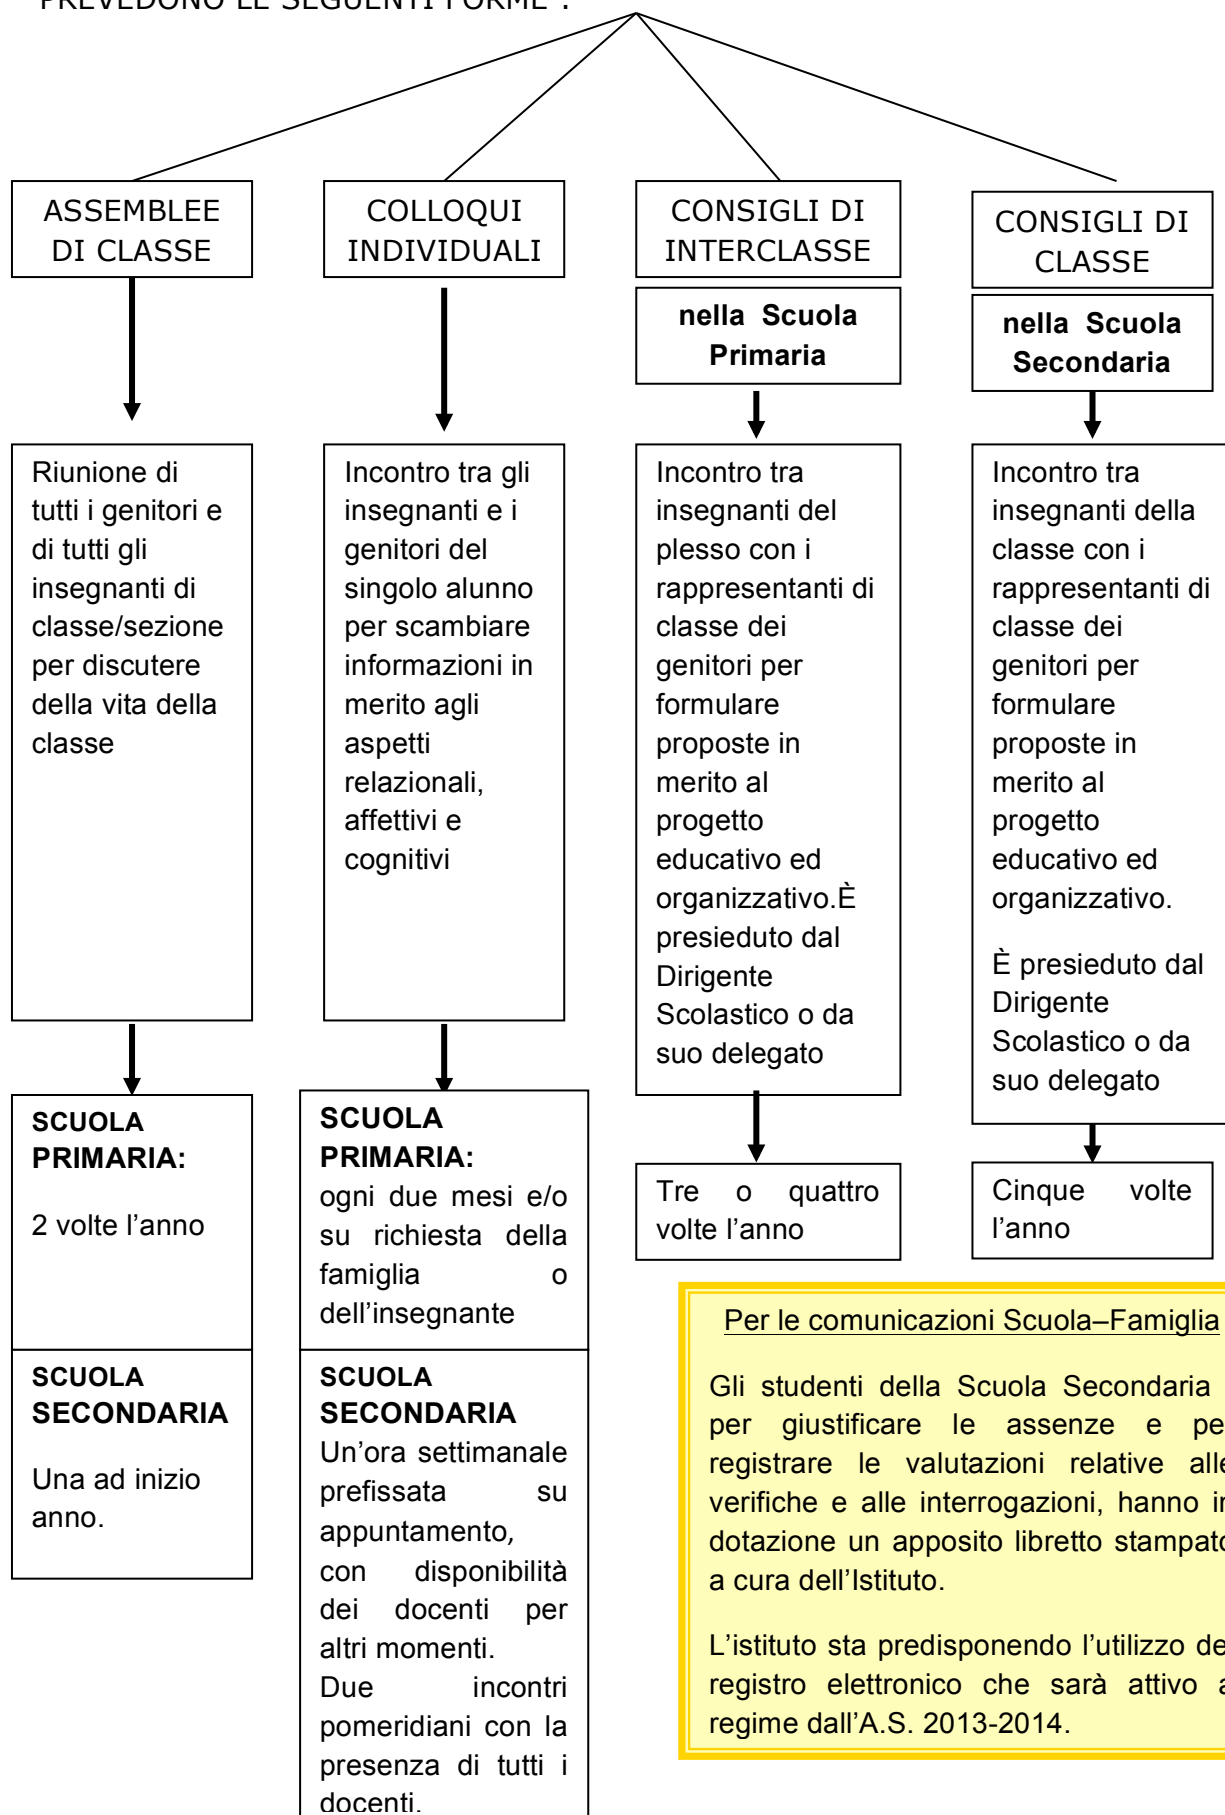 PREVEDONO LE SEGUENTI FORME :
ASSEMBLEE
DI CLASSE
COLLOQUI
INDIVIDUALI
CONSIGLI DI
INTERCLASSE
nella Scuola
Primaria
CONSIGLI DI
CLASSE
nella Scuola
Secondaria
Riunione di
tutti i genitori e
di tutti gli
insegnanti di
classe/sezione
per discutere
della vita della
classe
Incontro tra gli
insegnanti e i
genitori del
singolo alunno
per scambiare
informazioni in
merito agli
aspetti
relazionali,
affettivi e
cognitivi
Incontro tra
insegnanti del
plesso con i
rappresentanti di
classe dei
genitori per
formulare
proposte in
merito al
progetto
educativo ed
organizzativo.È
presieduto dal
Dirigente
Scolastico o da
suo delegato
Incontro tra
insegnanti della
classe con i
rappresentanti di
classe dei
genitori per
formulare
proposte in
merito al
progetto
educativo ed
organizzativo.
È presieduto dal
Dirigente
Scolastico o da
suo delegato
SCUOLA
PRIMARIA:
2 volte l’anno
SCUOLA
SECONDARIA
Una ad inizio
anno.
SCUOLA
PRIMARIA:
ogni due mesi e/o
su richiesta della
famiglia o
dell’insegnante
SCUOLA
SECONDARIA
Un’ora settimanale
prefissata su
appuntamento,
con disponibilità
dei docenti per
altri momenti.
Due incontri
pomeridiani con la
presenza di tutti i
docenti.
Tre o quattro
volte l’anno
Cinque volte
l’anno
Per le comunicazioni Scuola–Famiglia
Gli studenti della Scuola Secondaria
per giustificare le assenze e pe
registrare le valutazioni relative alle
verifiche e alle interrogazioni, hanno in
dotazione un apposito libretto stampato
a cura dell’Istituto.
L’istituto sta predisponendo l’utilizzo de
registro elettronico che sarà attivo a
regime dall’A.S. 2013-2014.